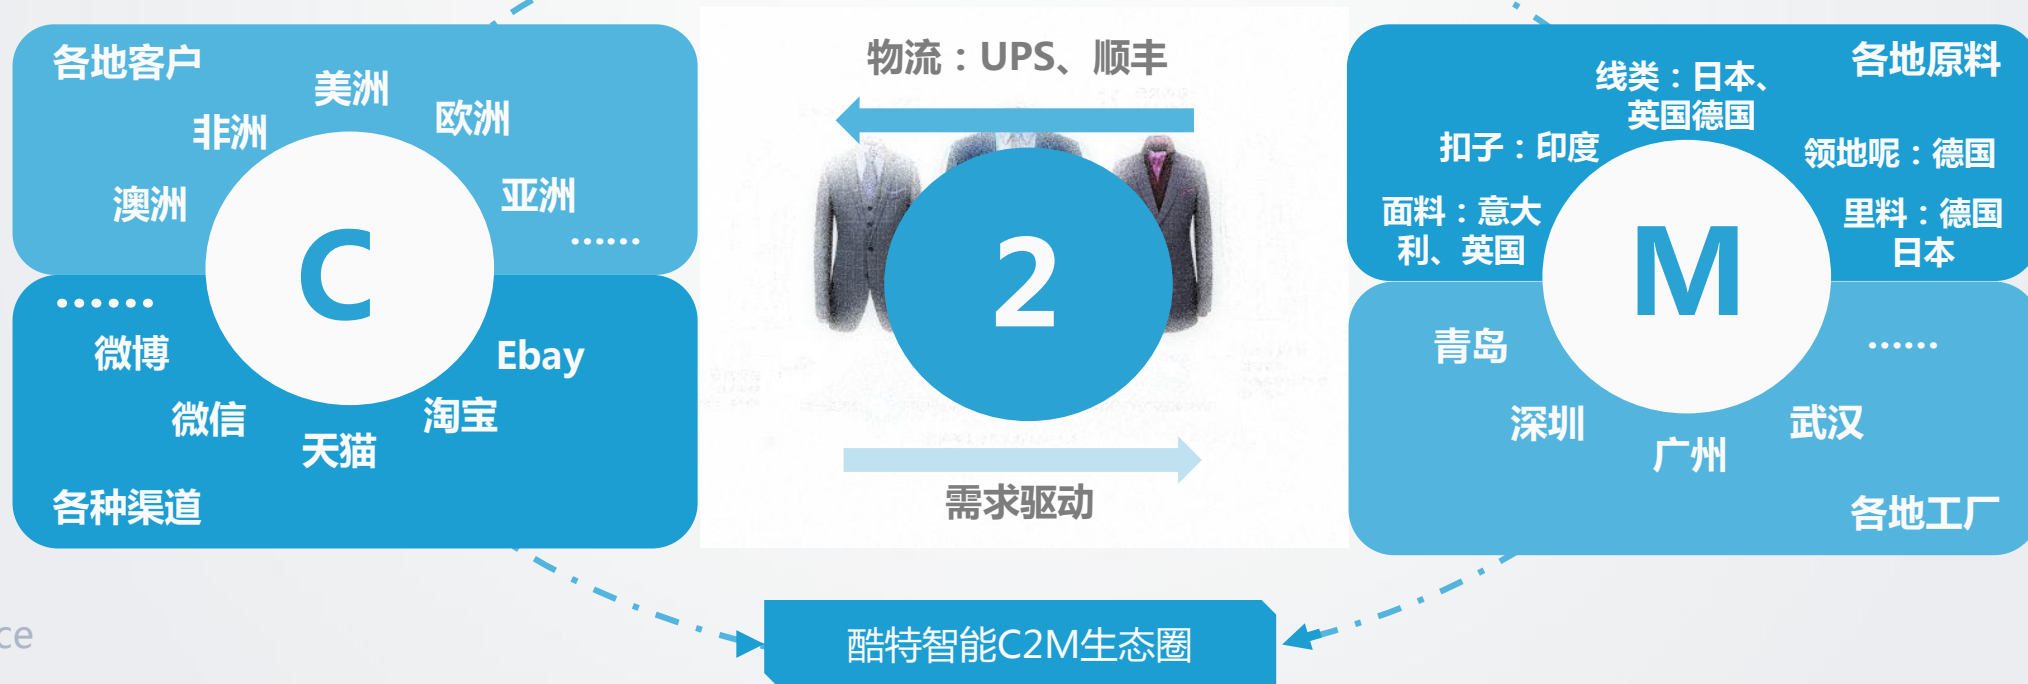 各地客户
美洲
欧洲
非洲
亚洲
澳洲
......
C
......
微博
Ebay
微信
淘宝
天猫
各种渠道
物流：UPS、顺丰
2
需求驱动
各地原料
线类：日本、
英国德国
扣子：印度
领地呢：德国
面料：意大
利、英国
里料：德国
日本
M
青岛
......
深圳
武汉
广州
各地工厂
酷特智能C2M生态圈
ce